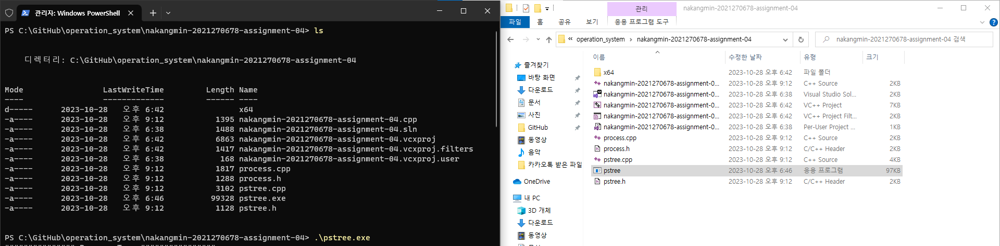 관리자: Windows PowerShell
PS C:\GitHub\operation_system\nakangmin-2021270678-assignment-04> ls
디렉터리: C:\GitHub\operation_system\nakangmin-2021270678-assignment-04
Mode LastWriteTime Length Name
---- ------------- ------ ----
d----- 2023-10-28 오후 6:42 x64
-a---- 2023-10-28 오후 9:12 1395 nakangmin-2021270678-assignment-04.cpp
-a---- 2023-10-28 오후 6:38 1488 nakangmin-2021270678-assignment-04.sln
-a---- 2023-10-28 오후 6:42 6863 nakangmin-2021270678-assignment-04.vcxproj
-a---- 2023-10-28 오후 6:42 1417 nakangmin-2021270678-assignment-04.vcxproj.filters
-a---- 2023-10-28 오후 6:38 168 nakangmin-2021270678-assignment-04.vcxproj.user
-a---- 2023-10-28 오후 9:12 1817 process.cpp
-a---- 2023-10-28 오후 9:12 1288 process.h
-a---- 2023-10-28 오후 9:12 3102 pstree.cpp
-a---- 2023-10-28 오후 6:46 99328 pstree.exe
-a---- 2023-10-28 오후 9:12 1128 pstree.h
PS C:\GitHub\operation_system\nakangmin-2021270678-assignment-04> .\pstree.exe
관리 nakangmin-2021270678-assignment-04
파일 홈 공유 보기 응용 프로그램 도구
« operation_system › nakangmin-2021270678-assignment-04
nakangmin-2021270678-assignment-04 검색
즐겨찾기
바탕 화면
다운로드
문서
사진
GitHub
동영상
음악
카카오톡 받은 파일
OneDrive
내 PC
3D 개체
다운로드
동영상
이름 수정한 날짜 유형 크기
x64 2023-10-28 오후 6:42 파일 폴더
nakangmin-2021270678-assignment-0... 2023-10-28 오후 9:12 C++ Source 2KB
nakangmin-2021270678-assignment-0... 2023-10-28 오후 6:38 Visual Studio Sol... 2KB
nakangmin-2021270678-assignment-0... 2023-10-28 오후 6:42 VC++ Project 7KB
nakangmin-2021270678-assignment-0... 2023-10-28 오후 6:42 VC++ Project Filt... 2KB
nakangmin-2021270678-assignment-0... 2023-10-28 오후 6:38 Per-User Project ... 1KB
process.cpp 2023-10-28 오후 9:12 C++ Source 2KB
process.h 2023-10-28 오후 9:12 C/C++ Header 2KB
pstree.cpp 2023-10-28 오후 9:12 C++ Source 4KB
pstree 2023-10-28 오후 6:46 응용 프로그램 97KB
pstree.h 2023-10-28 오후 9:12 C/C++ Header 2KB